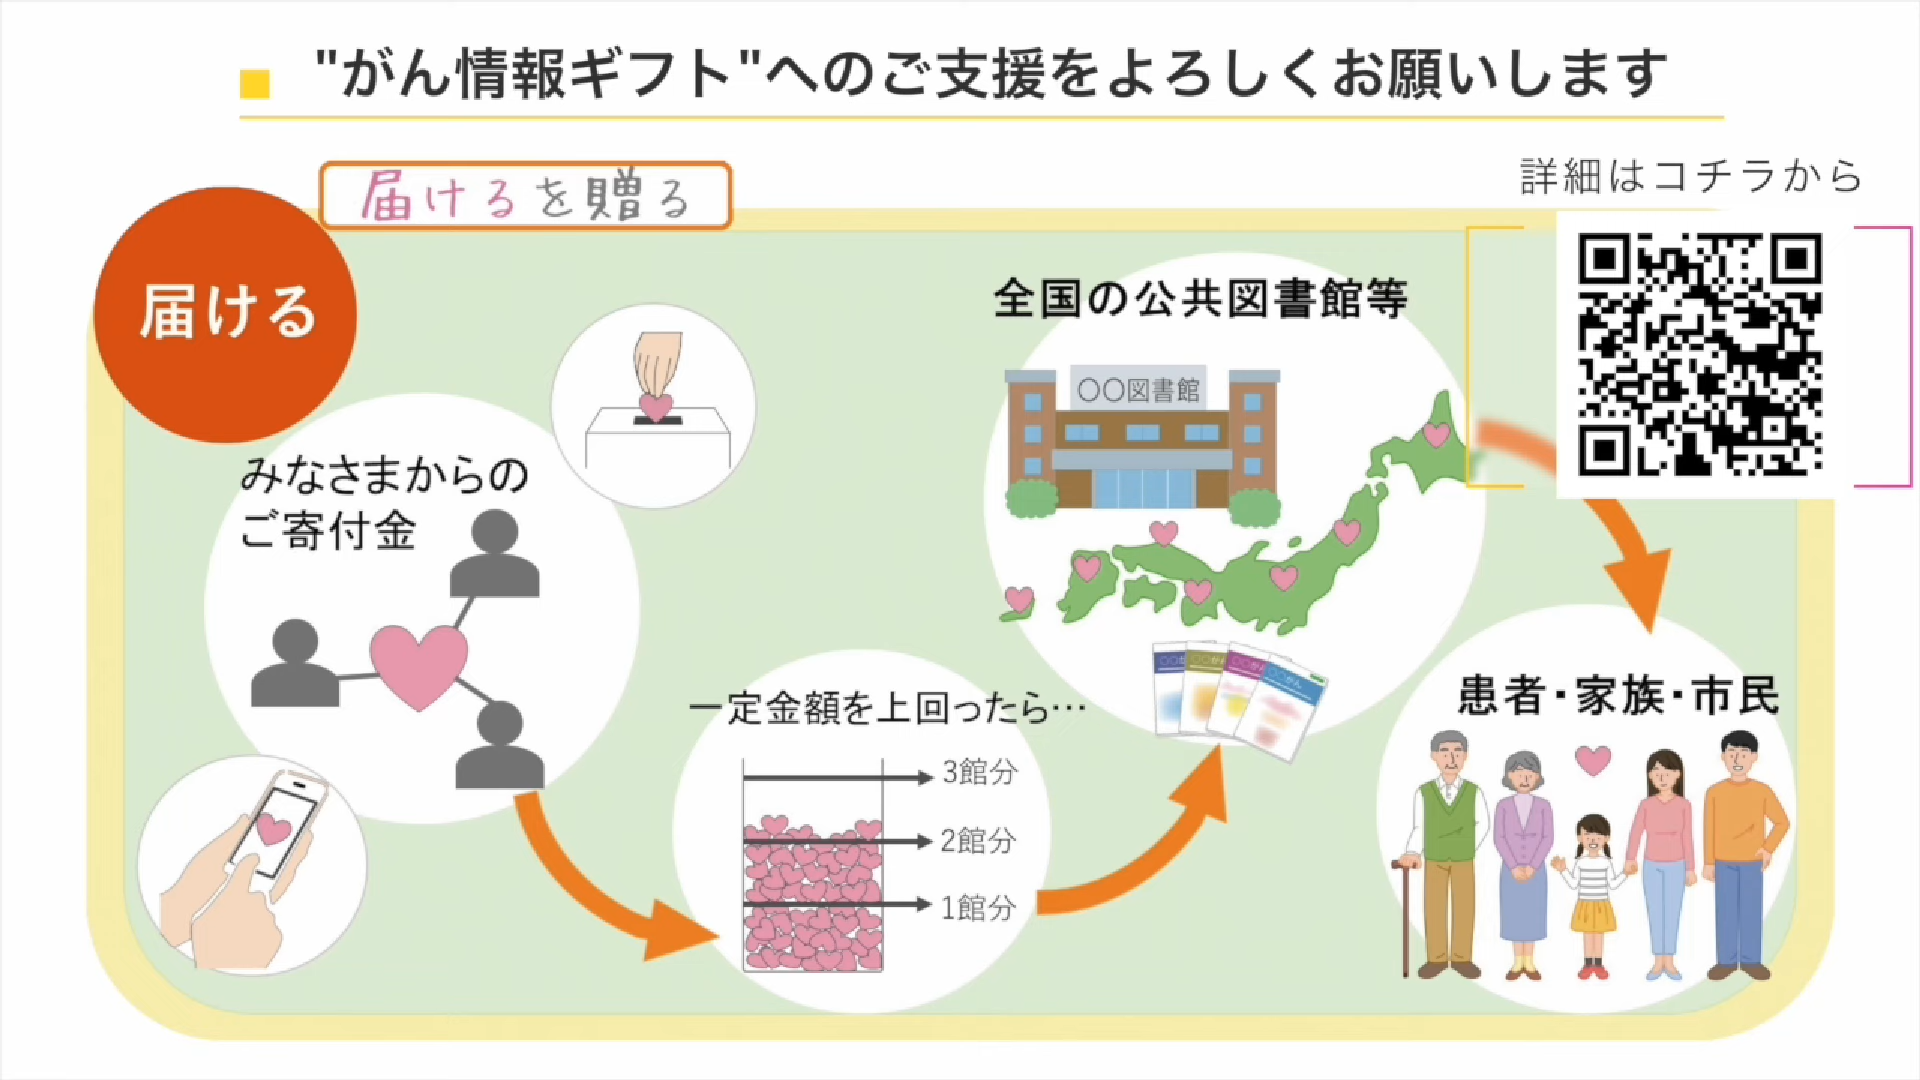 "がん情報ギフト"へのご支援をよろしくお願いします
届けるを贈る
詳細はコチラから
届ける
全国の公共図書館等
〇〇図書館
みなさまからの
ご寄付金
一定金額を上回ったら…
3館分
2館分
1館分
患者・家族・市民